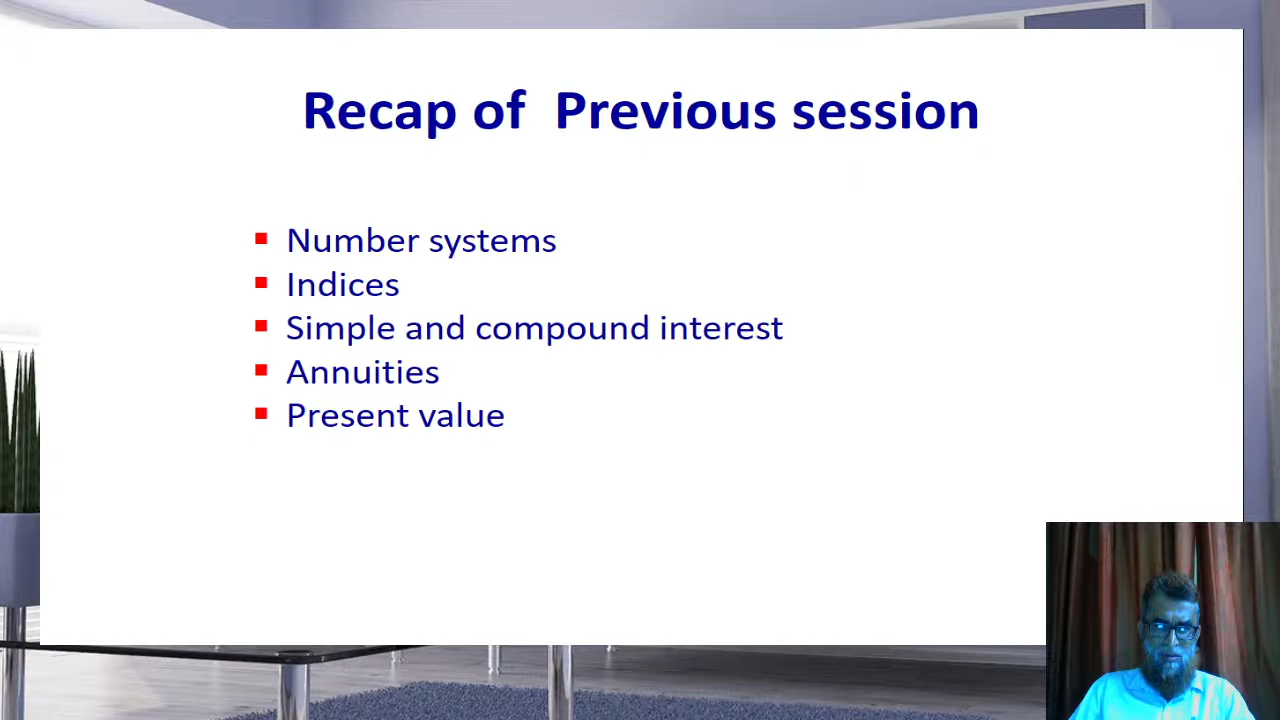 Recap of Previous session
Number systems
Indices
Simple and compound interest
Annuities
Present value